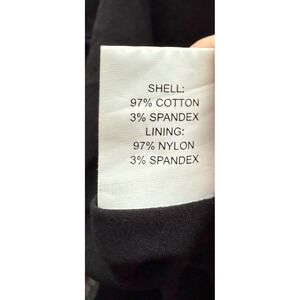 SHELL:
97% COTTON
3% SPANDEX
LINING:
97% NYLON
3% SPANDEX